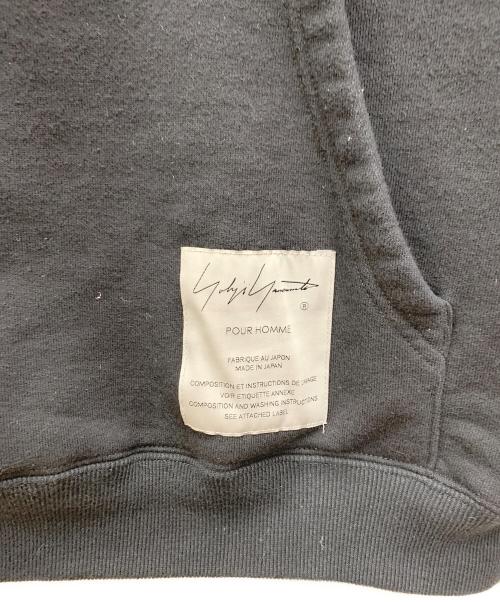 Yohji Yamamoto
®
POUR HOMME
FABRIQUE AU JAPON
MADE IN JAPAN
COMPOSITION ET INSTRUCTIONS DE LAVAGE
VOIR ETIQUETTE ANNEXE
COMPOSITION AND WASHING INSTRUCTIONS
SEE ATTACHED LABEL